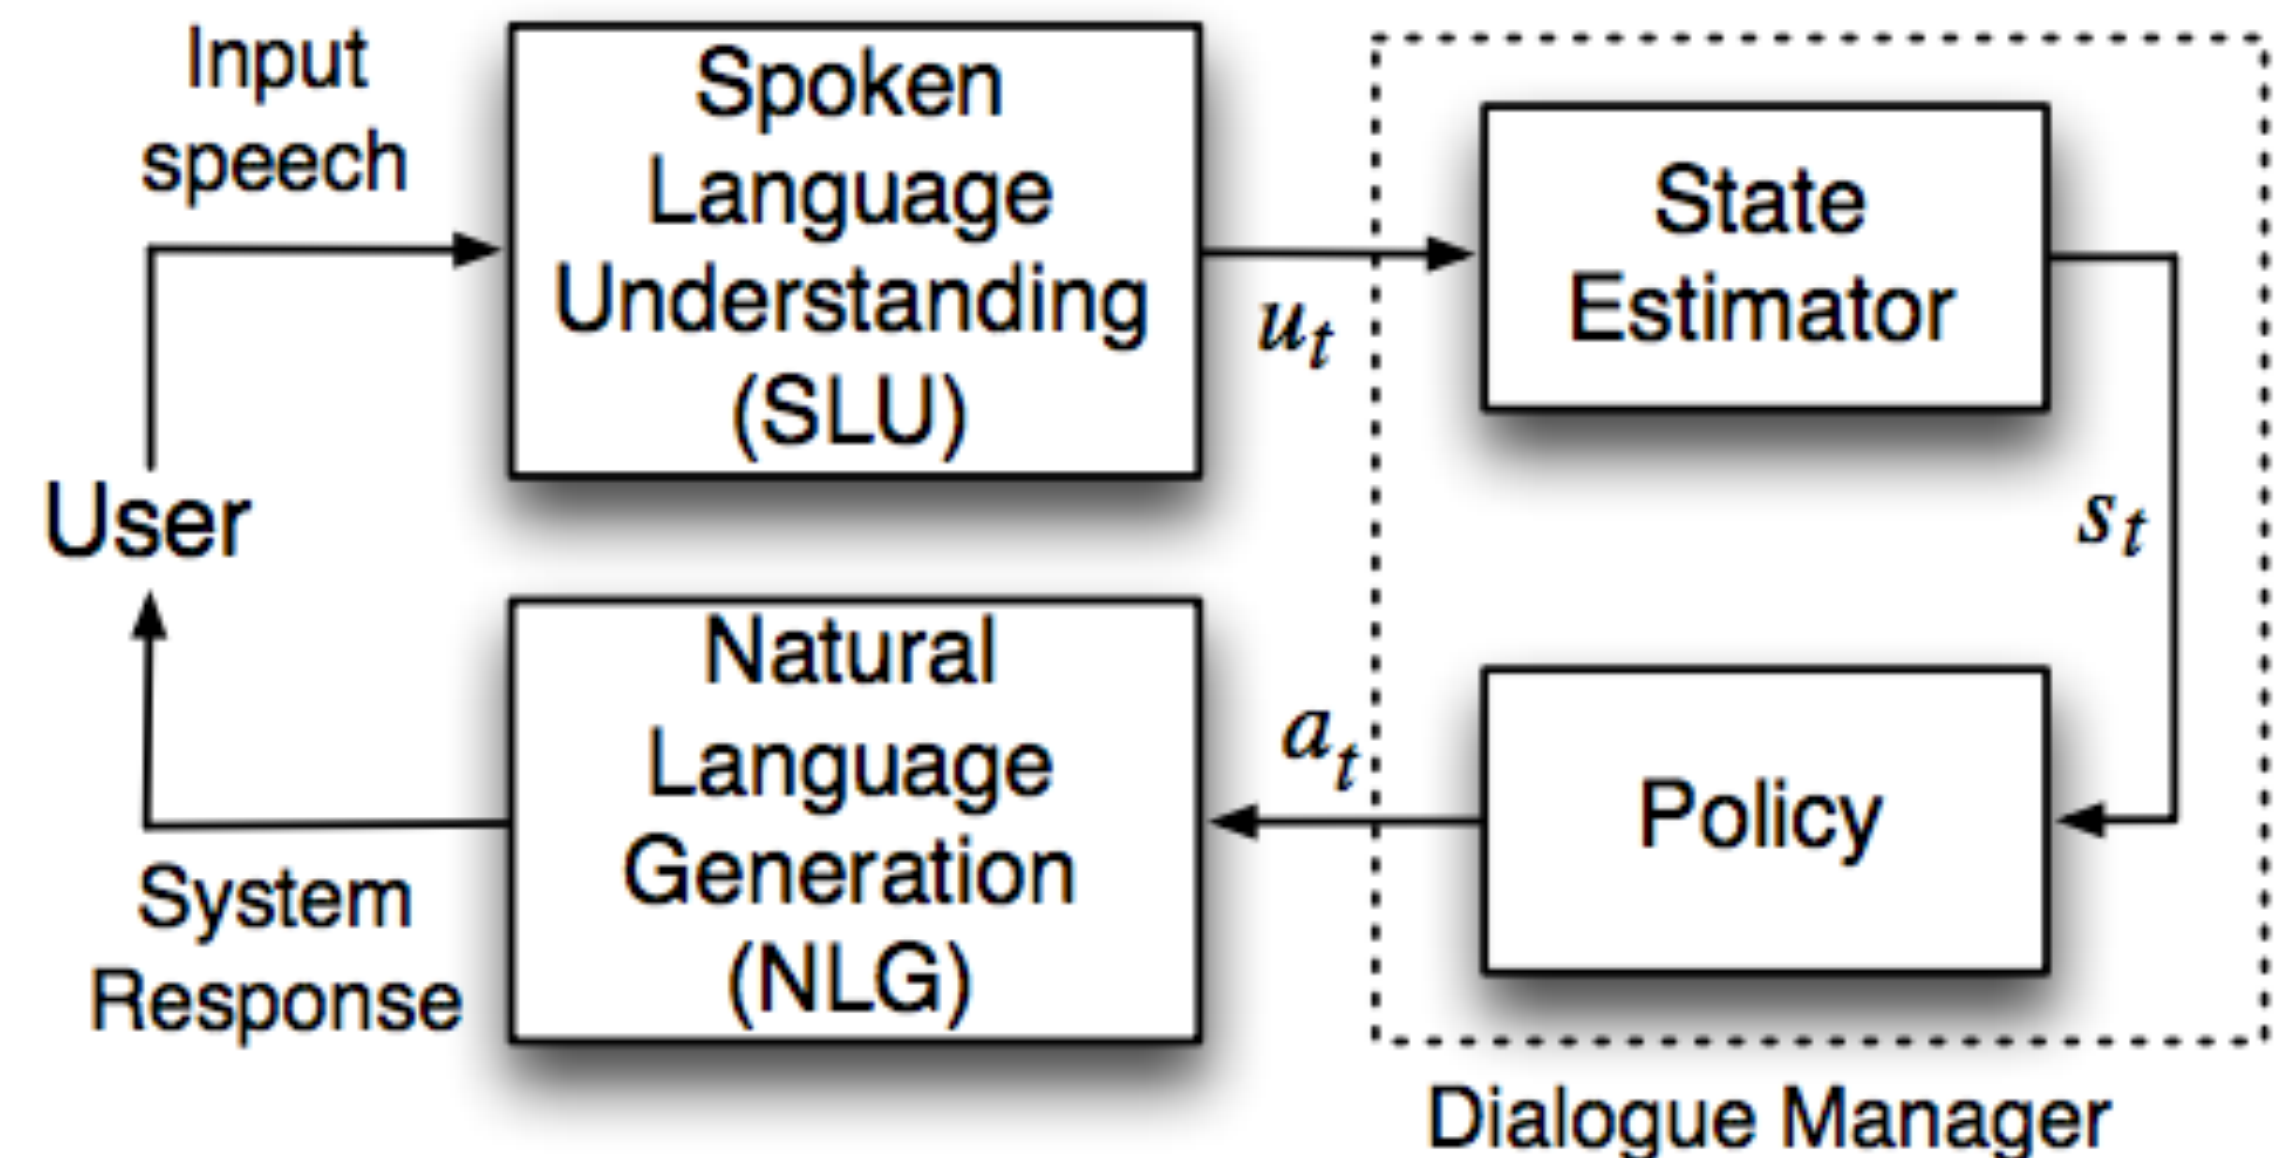 Input
speech
Spoken
Language
Understanding
(SLU)
State
Estimator
u_t
s_t
User
Natural
Language
Generation
(NLG)
a_t
Policy
System
Response
Dialogue Manager